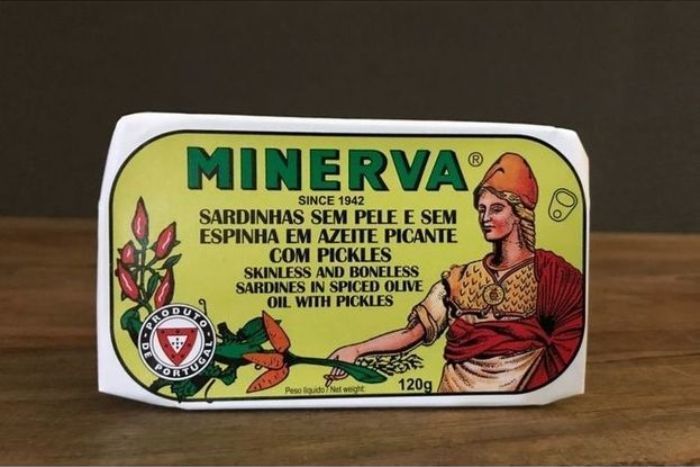 MINERVA®
SINCE 1942
SARDINHAS SEM PELE E SEM
ESPINHA EM AZEITE PICANTE
COM PICKLES
SKINLESS AND BONELESS
SARDINES IN SPICED OLIVE
OIL WITH PICKLES
PRODUTO
DE PORTUGAL
Peso líquido / Net weight:
120g